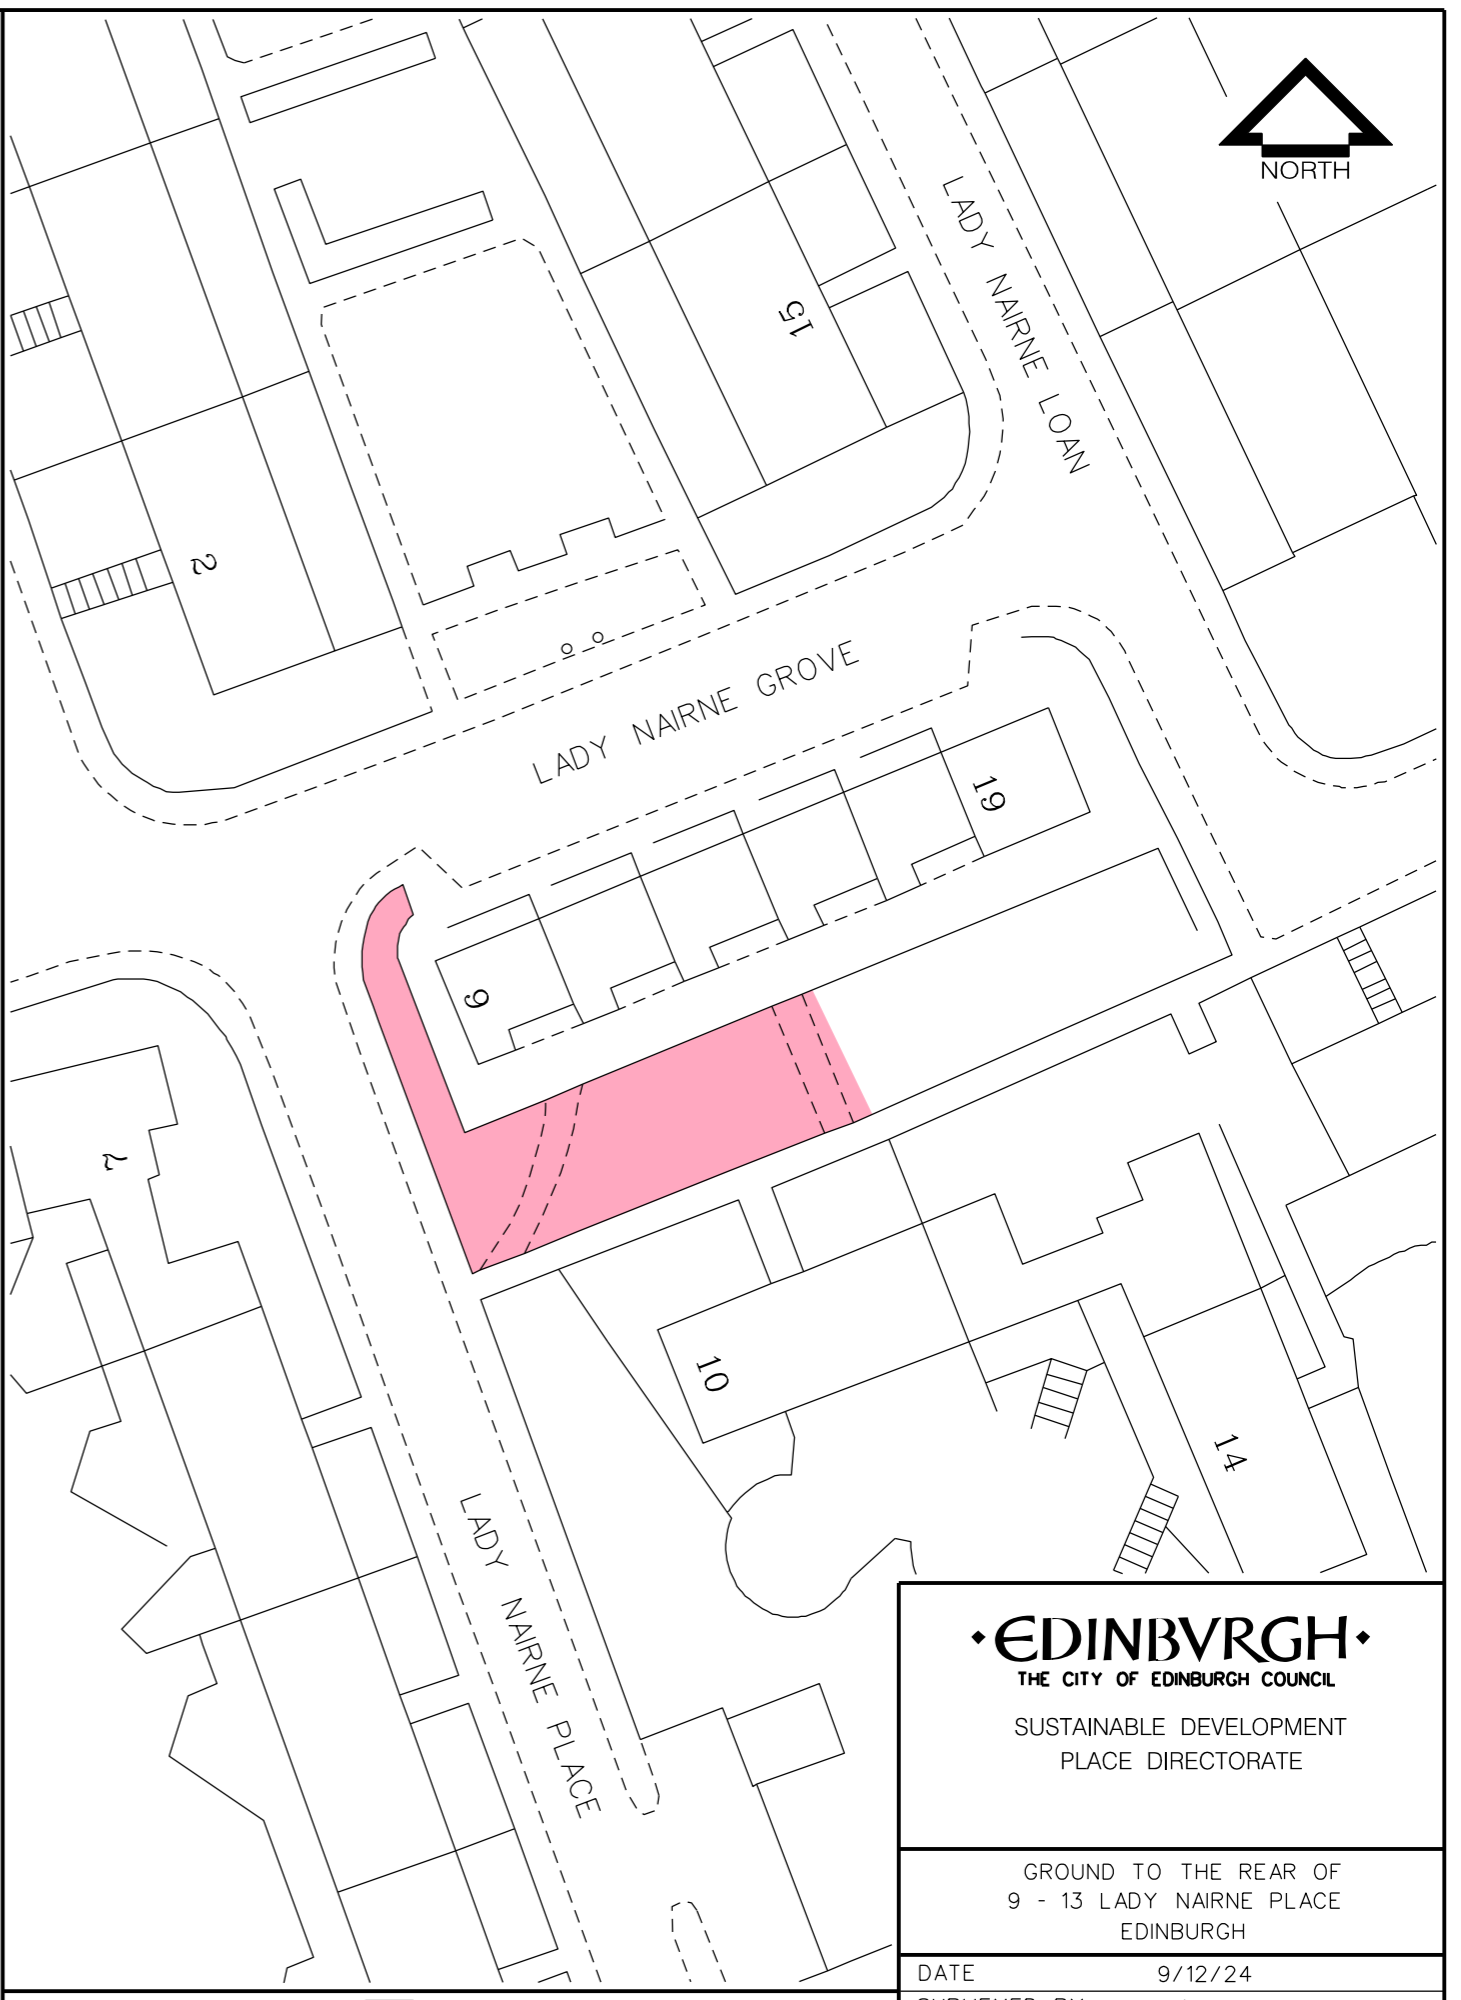 NORTH
LADY NAIRNE LOAN
15
2
LADY NAIRNE GROVE
19
9
7
10
14
LADY NAIRNE PLACE
·EDINBVRGH·
THE CITY OF EDINBURGH COUNCIL
SUSTAINABLE DEVELOPMENT
PLACE DIRECTORATE
GROUND TO THE REAR OF
9 - 13 LADY NAIRNE PLACE
EDINBURGH
DATE 9/12/24